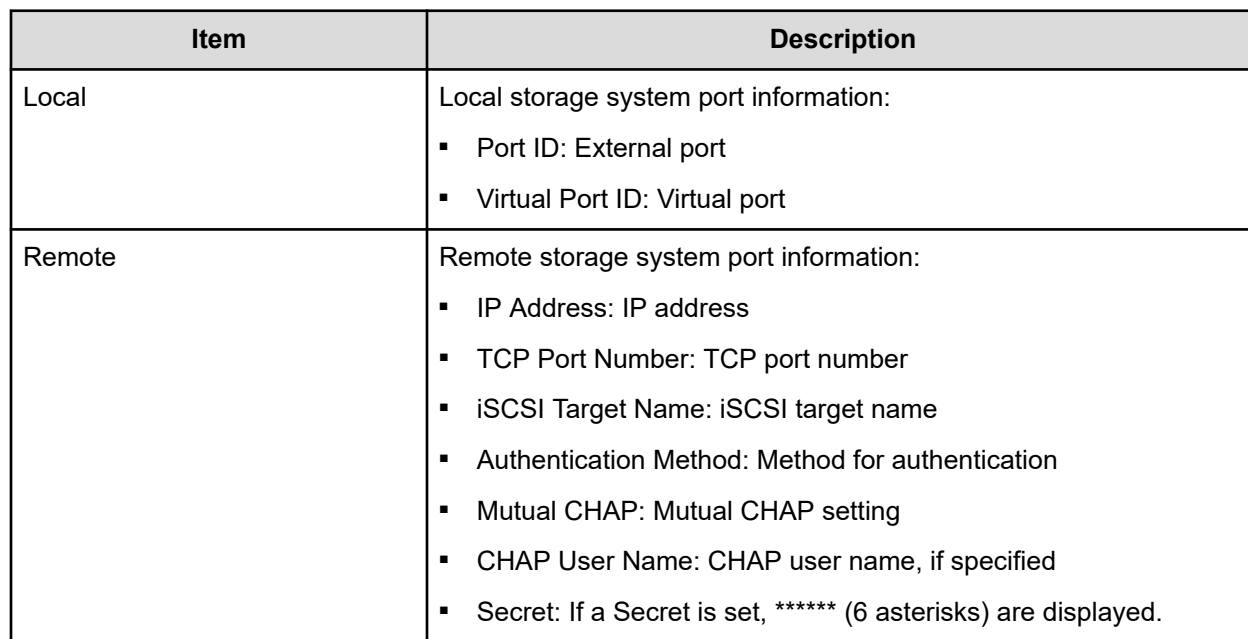 Item Description
Local Local storage system port information:
▪ Port ID: External port
▪ Virtual Port ID: Virtual port
Remote Remote storage system port information:
▪ IP Address: IP address
▪ TCP Port Number: TCP port number
▪ iSCSI Target Name: iSCSI target name
▪ Authentication Method: Method for authentication
▪ Mutual CHAP: Mutual CHAP setting
▪ CHAP User Name: CHAP user name, if specified
▪ Secret: If a Secret is set, ****** (6 asterisks) are displayed.